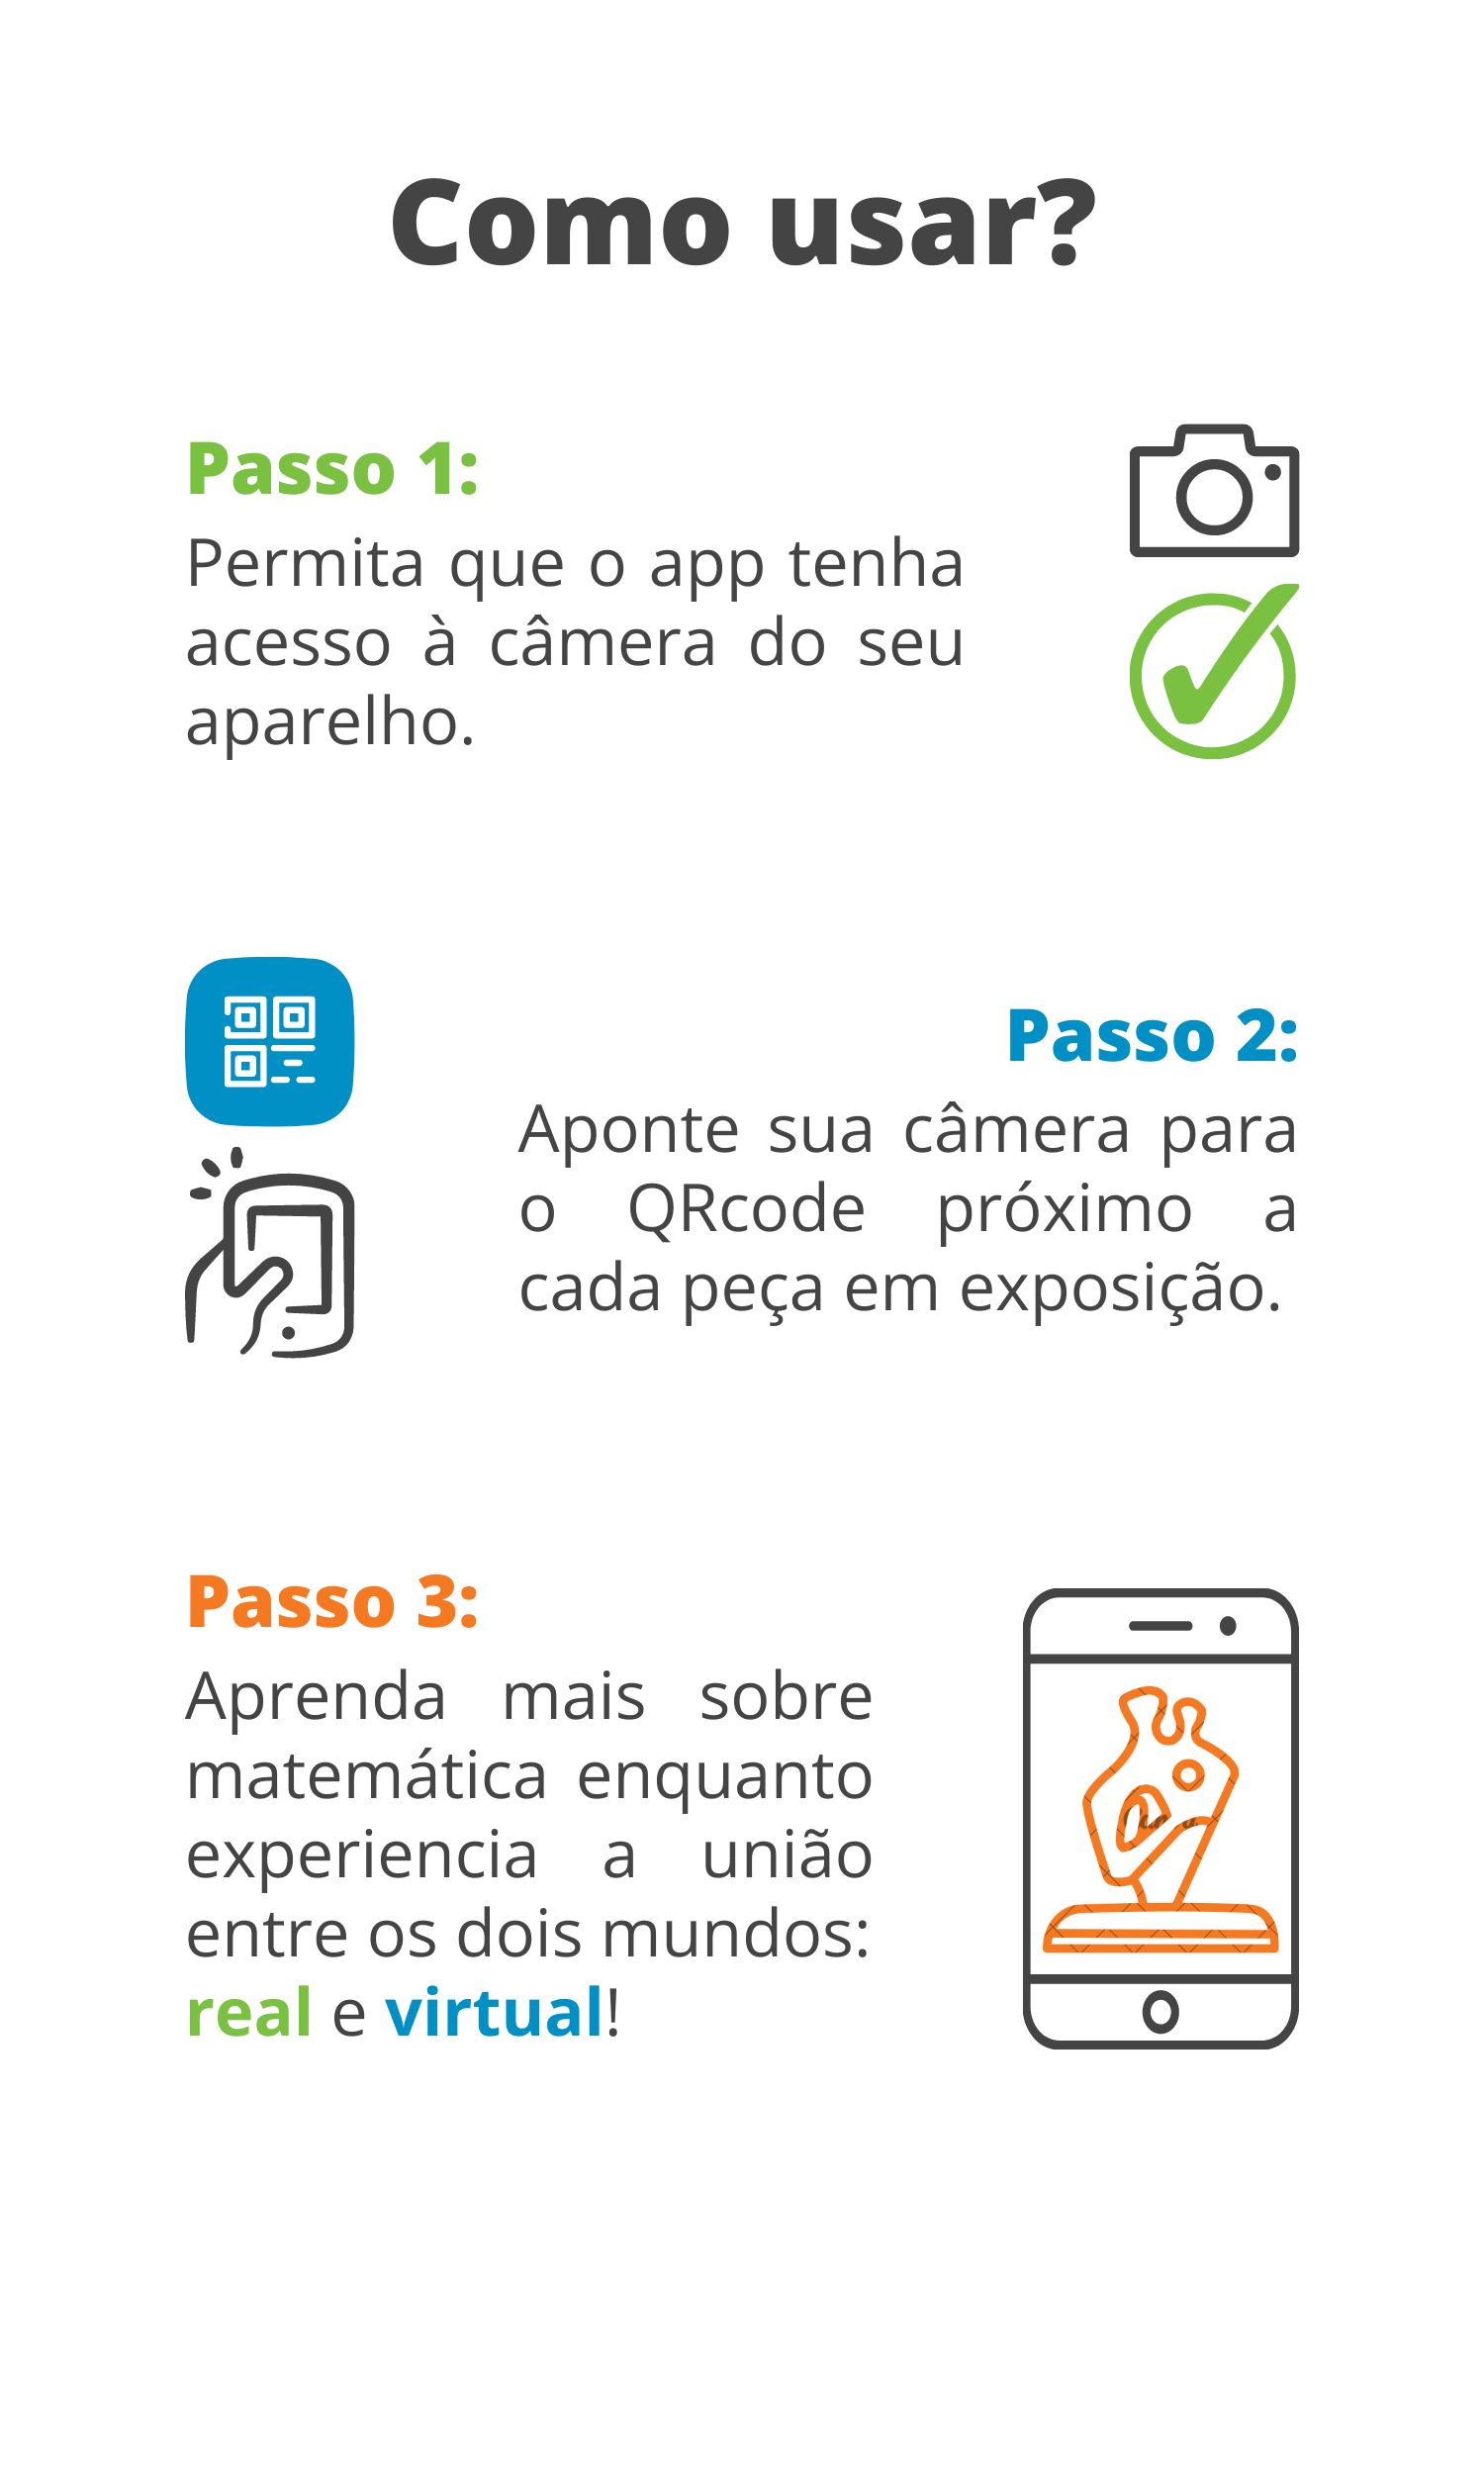 Como usar?
Passo 1:
Permita que o app tenha
acesso à câmera do seu
aparelho.
Passo 2:
Aponte sua câmera para
o QRcode próximo a
cada peça em exposição.
Passo 3:
Aprenda mais sobre
matemática enquanto
experiencia a união
entre os dois mundos:
real e virtual!